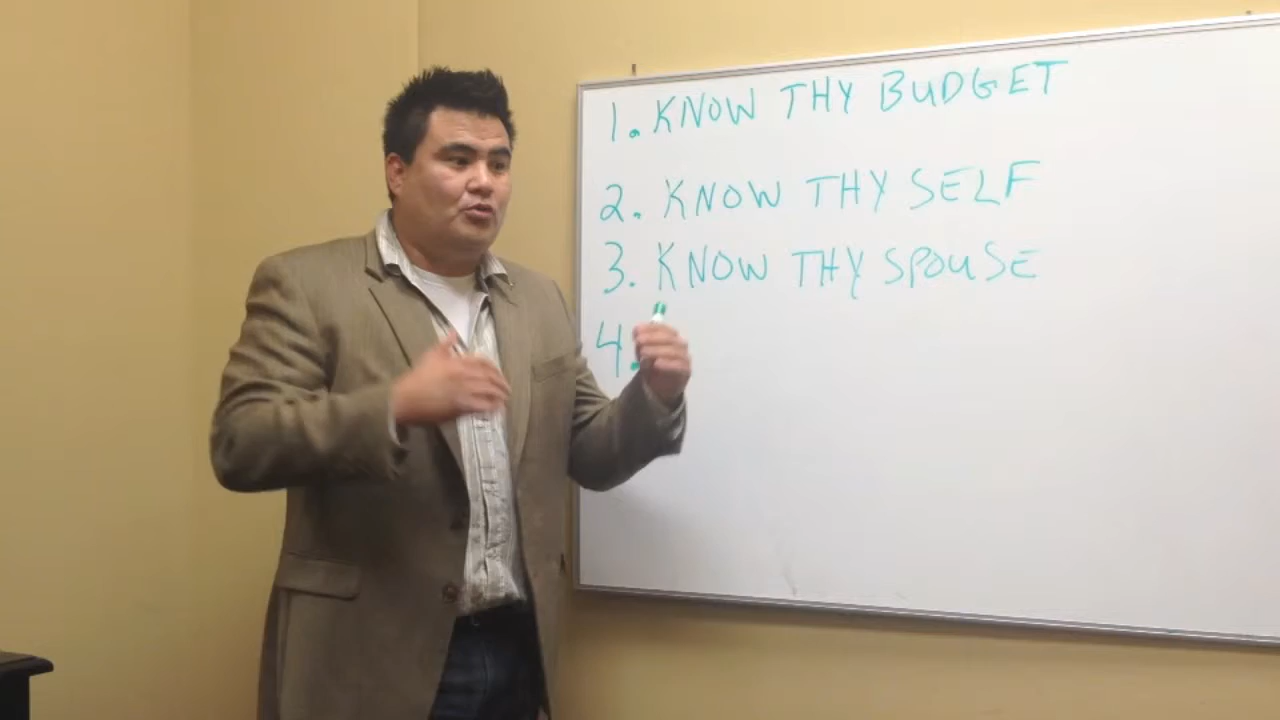 1. KNOW THY BUDGET
2. KNOW THY SELF
3. KNOW THY SPOUSE
4.